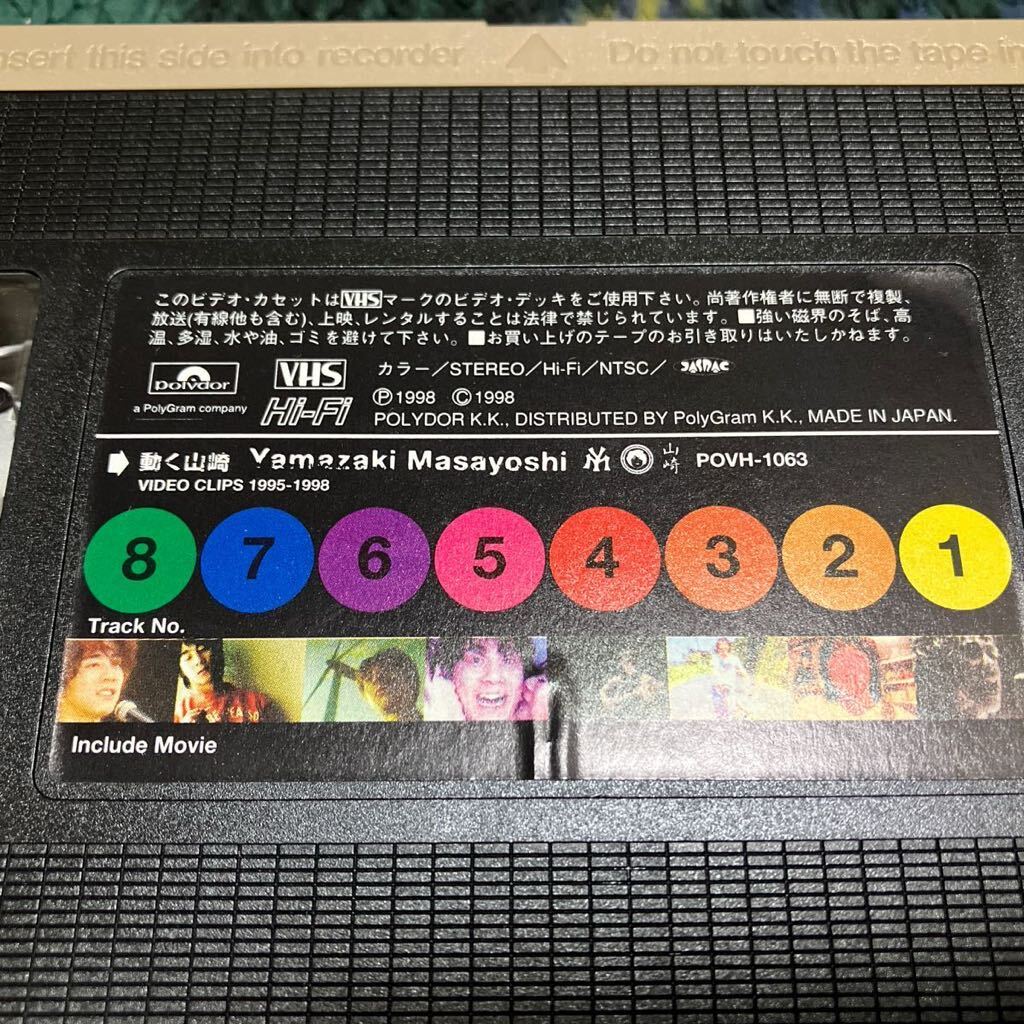 nsert this side into recorder
Do not touch the tape in
このビデオ・カセットはVHSマークのビデオ・デッキをご使用下さい。尚著作権者に無断で複製、
放送(有線他も含む)、上映、レンタルすることは法律で禁じられています。■強い磁界のそば、高
温、多湿、水や油、ゴミを避けて下さい。■お買い上げのテープのお引き取りはいたしかねます。
polydor
a PolyGram company
VHS
Hi-Fi
カラー/STEREO/Hi-Fi/NTSC/ JASRAC
Ⓟ1998 Ⓒ1998
POLYDOR K.K., DISTRIBUTED BY PolyGram K.K., MADE IN JAPAN.
動く山崎 Yamazaki Masayoshi YM 山崎 POVH-1063
VIDEO CLIPS 1995-1998
8 7 6 5 4 3 2 1
Track No.
Include Movie